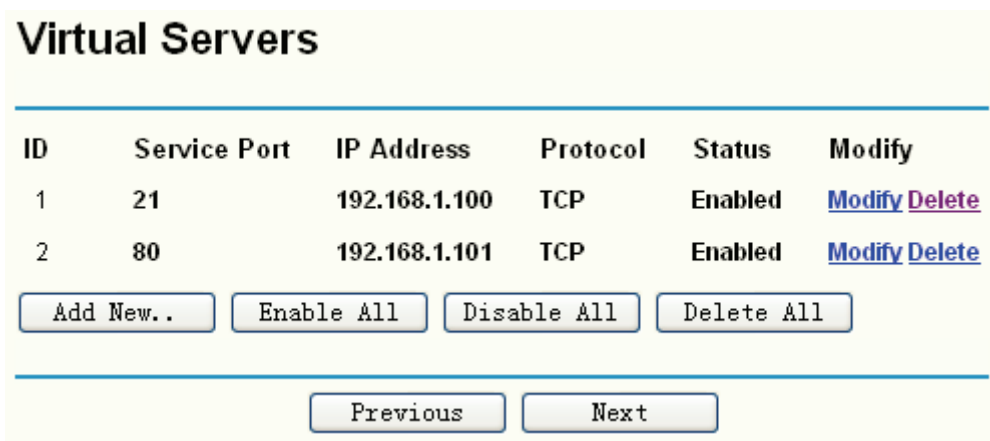 Virtual Servers
ID Service Port IP Address Protocol Status Modify
1 21 192.168.1.100 TCP Enabled Modify Delete
2 80 192.168.1.101 TCP Enabled Modify Delete
Add New.. Enable All Disable All Delete All
Previous Next